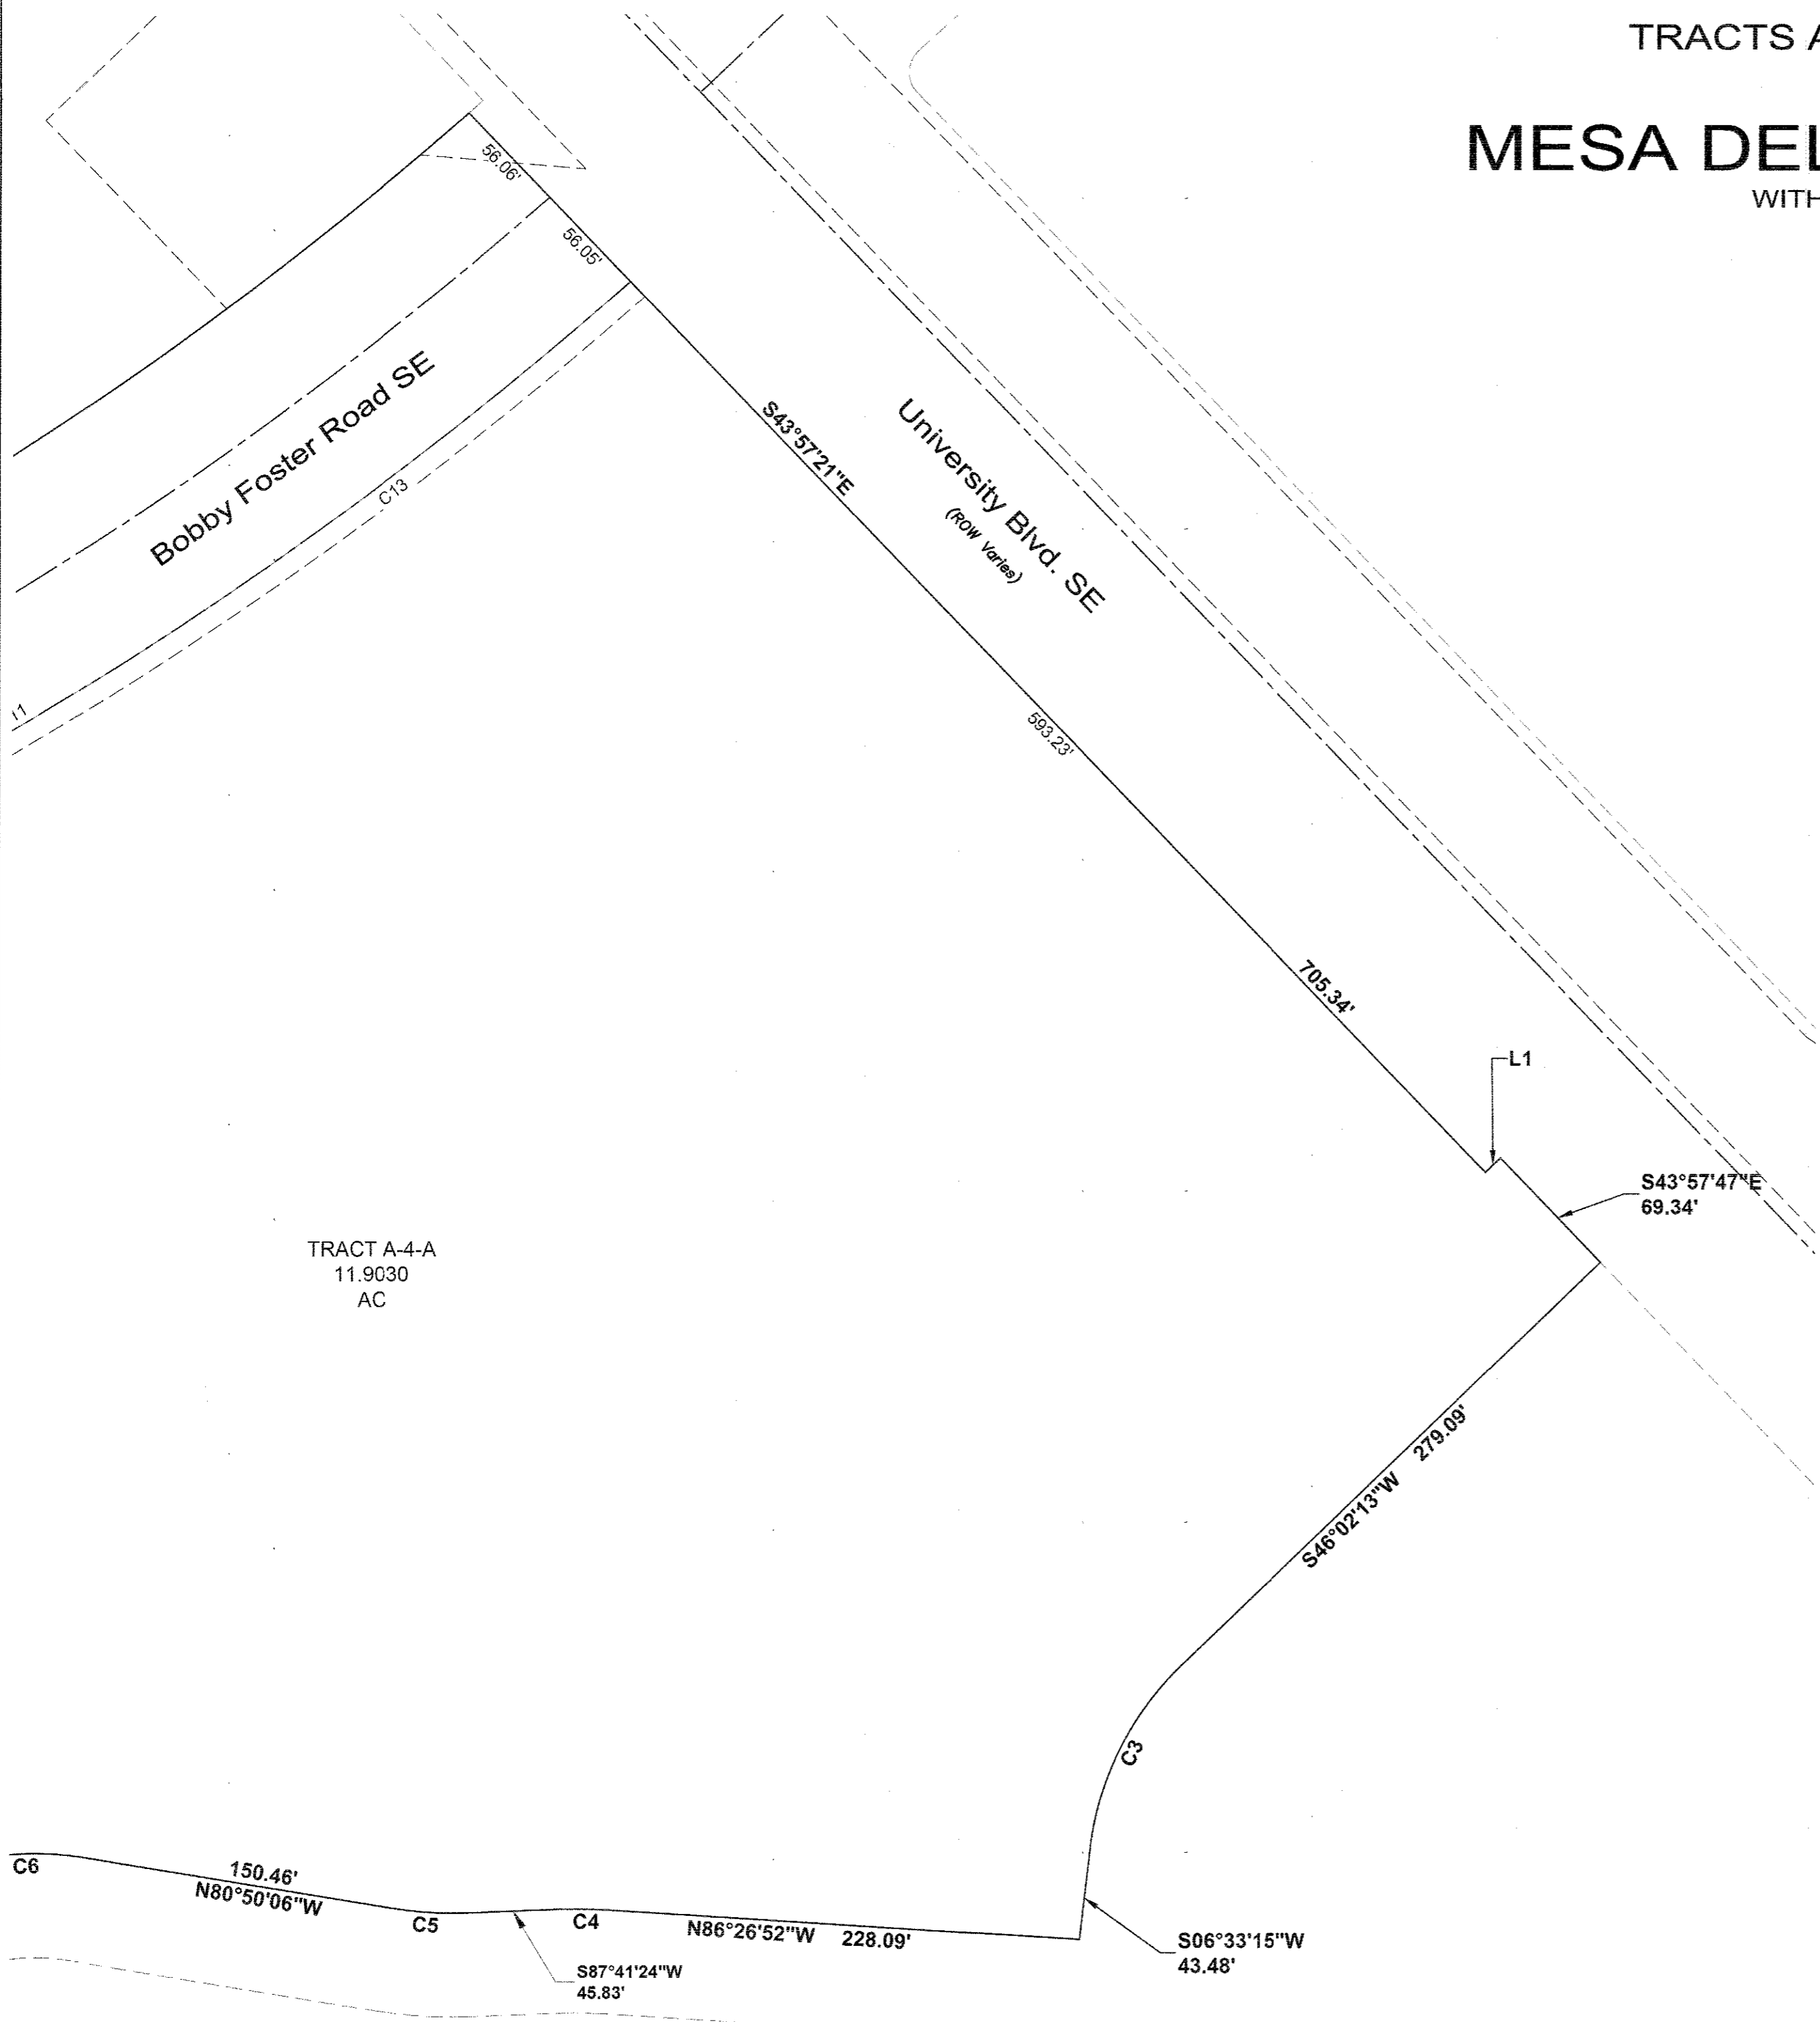 TRACTS A
MESA DEL
WITH
56.06'
56.05'
Bobby Foster Road SE
C13
11
S43°57'21"E
University Blvd. SE
(ROW Varies)
593.23'
705.34'
L1
S43°57'47"E
69.34'
TRACT A-4-A
11.9030
AC
S46°02'13"W 279.09'
C3
C6
150.46'
N80°50'06"W
C5
C4
N86°26'52"W 228.09'
S87°41'24"W
45.83'
S06°33'15"W
43.48'